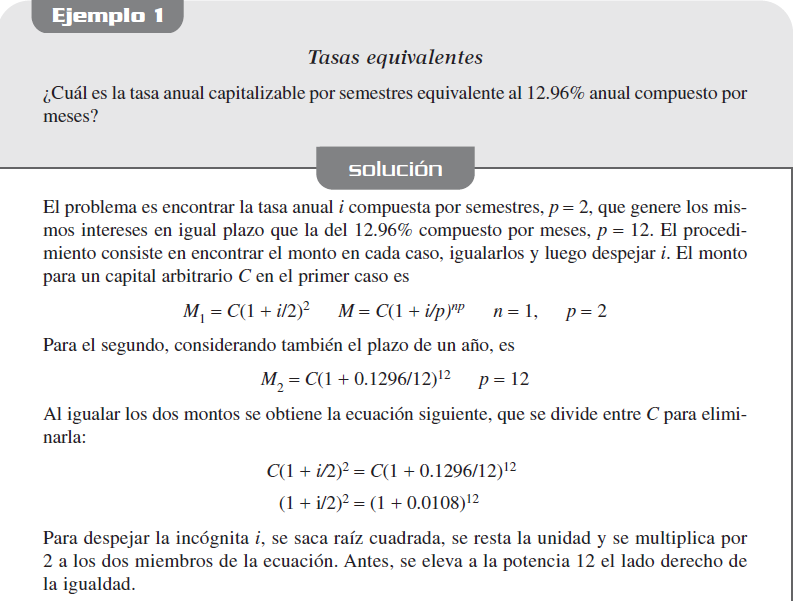 Ejemplo 1
Tasas equivalentes
¿Cuál es la tasa anual capitalizable por semestres equivalente al 12.96% anual compuesto por
meses?
solución
El problema es encontrar la tasa anual i compuesta por semestres, p = 2, que genere los mis-
mos intereses en igual plazo que la del 12.96% compuesto por meses, p = 12. El procedi-
miento consiste en encontrar el monto en cada caso, igualarlos y luego despejar i. El monto
para un capital arbitrario C en el primer caso es
M₁ = C(1 + i/2)² M = C(1 + i/p)ⁿᵖ n = 1, p = 2
Para el segundo, considerando también el plazo de un año, es
M₂ = C(1 + 0.1296/12)¹² p = 12
Al igualar los dos montos se obtiene la ecuación siguiente, que se divide entre C para elimi-
narla:
C(1 + i/2)² = C(1 + 0.1296/12)¹²
(1 + i/2)² = (1 + 0.0108)¹²
Para despejar la incógnita i, se saca raíz cuadrada, se resta la unidad y se multiplica por
2 a los dos miembros de la ecuación. Antes, se eleva a la potencia 12 el lado derecho de
la igualdad.